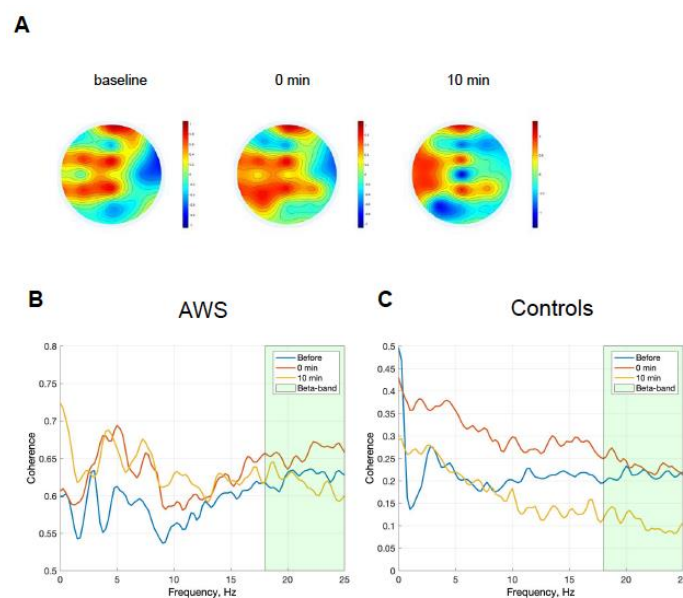 A
baseline
0 min
10 min
B
AWS
0.8
0.75
0.7
0.65
0.6
0.55
0.5
Coherence
0
5
10
15
20
25
Frequency, Hz
Before
0 min
10 min
Beta-band
C
Controls
0.5
0.45
0.4
0.35
0.3
0.25
0.2
0.15
0.1
0.05
0
Coherence
0
5
10
15
20
25
Frequency, Hz
Before
0 min
10 min
Beta-band